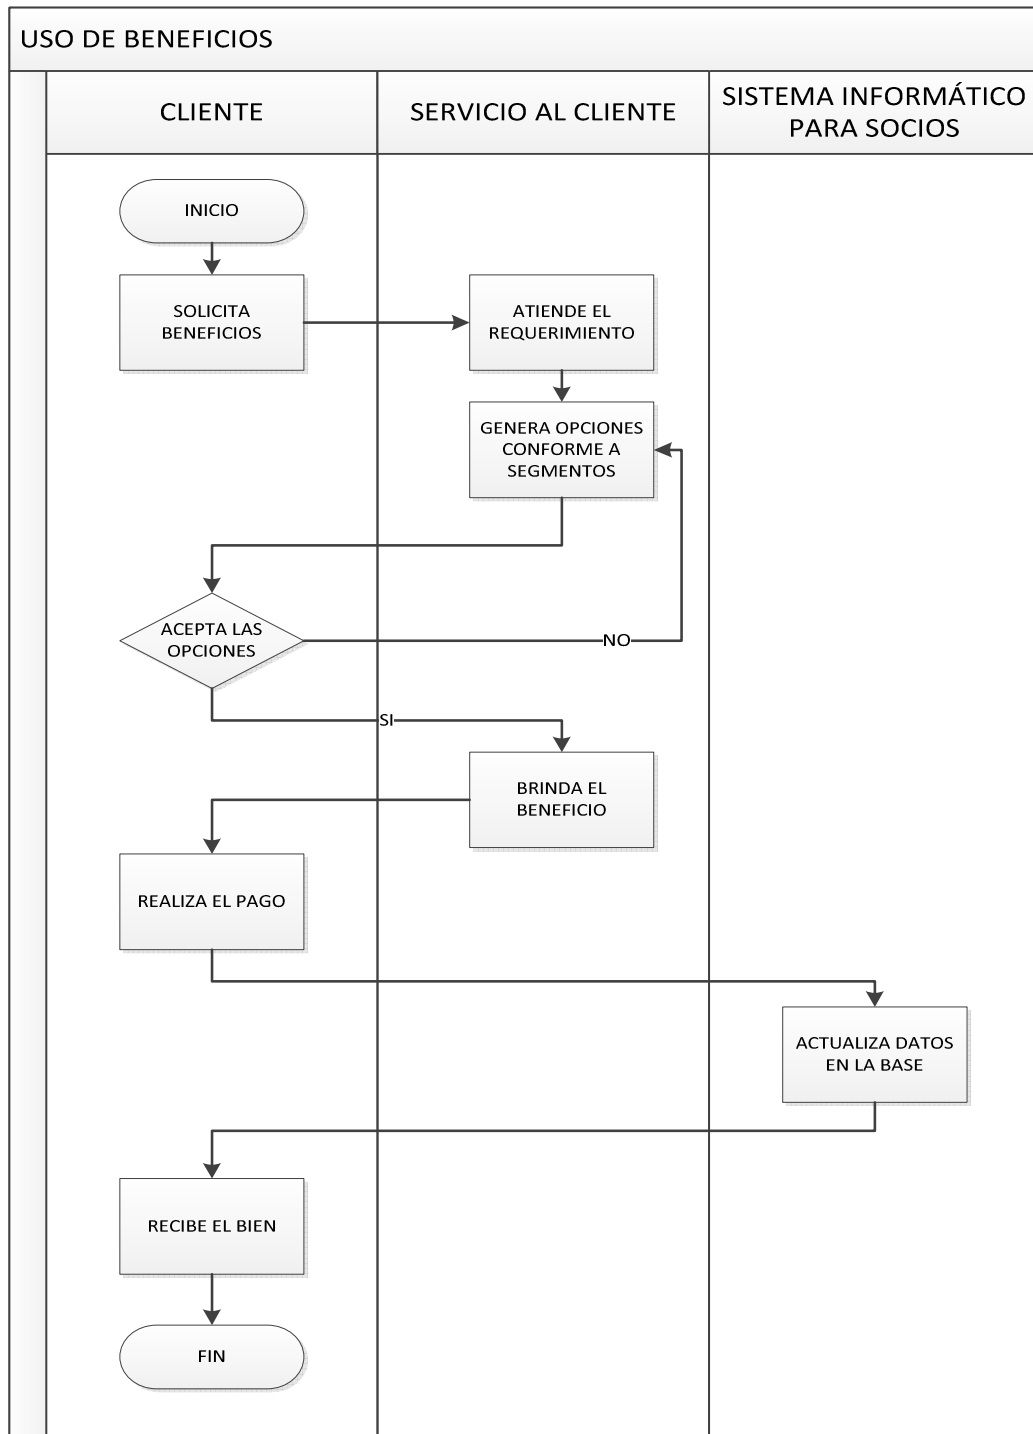 USO DE BENEFICIOS
CLIENTE
SERVICIO AL CLIENTE
SISTEMA INFORMÁTICO
PARA SOCIOS
INICIO
SOLICITA
BENEFICIOS
ATIENDE EL
REQUERIMIENTO
GENERA OPCIONES
CONFORME A
SEGMENTOS
ACEPTA LAS
OPCIONES
NO
SI
BRINDA EL
BENEFICIO
REALIZA EL PAGO
ACTUALIZA DATOS
EN LA BASE
RECIBE EL BIEN
FIN